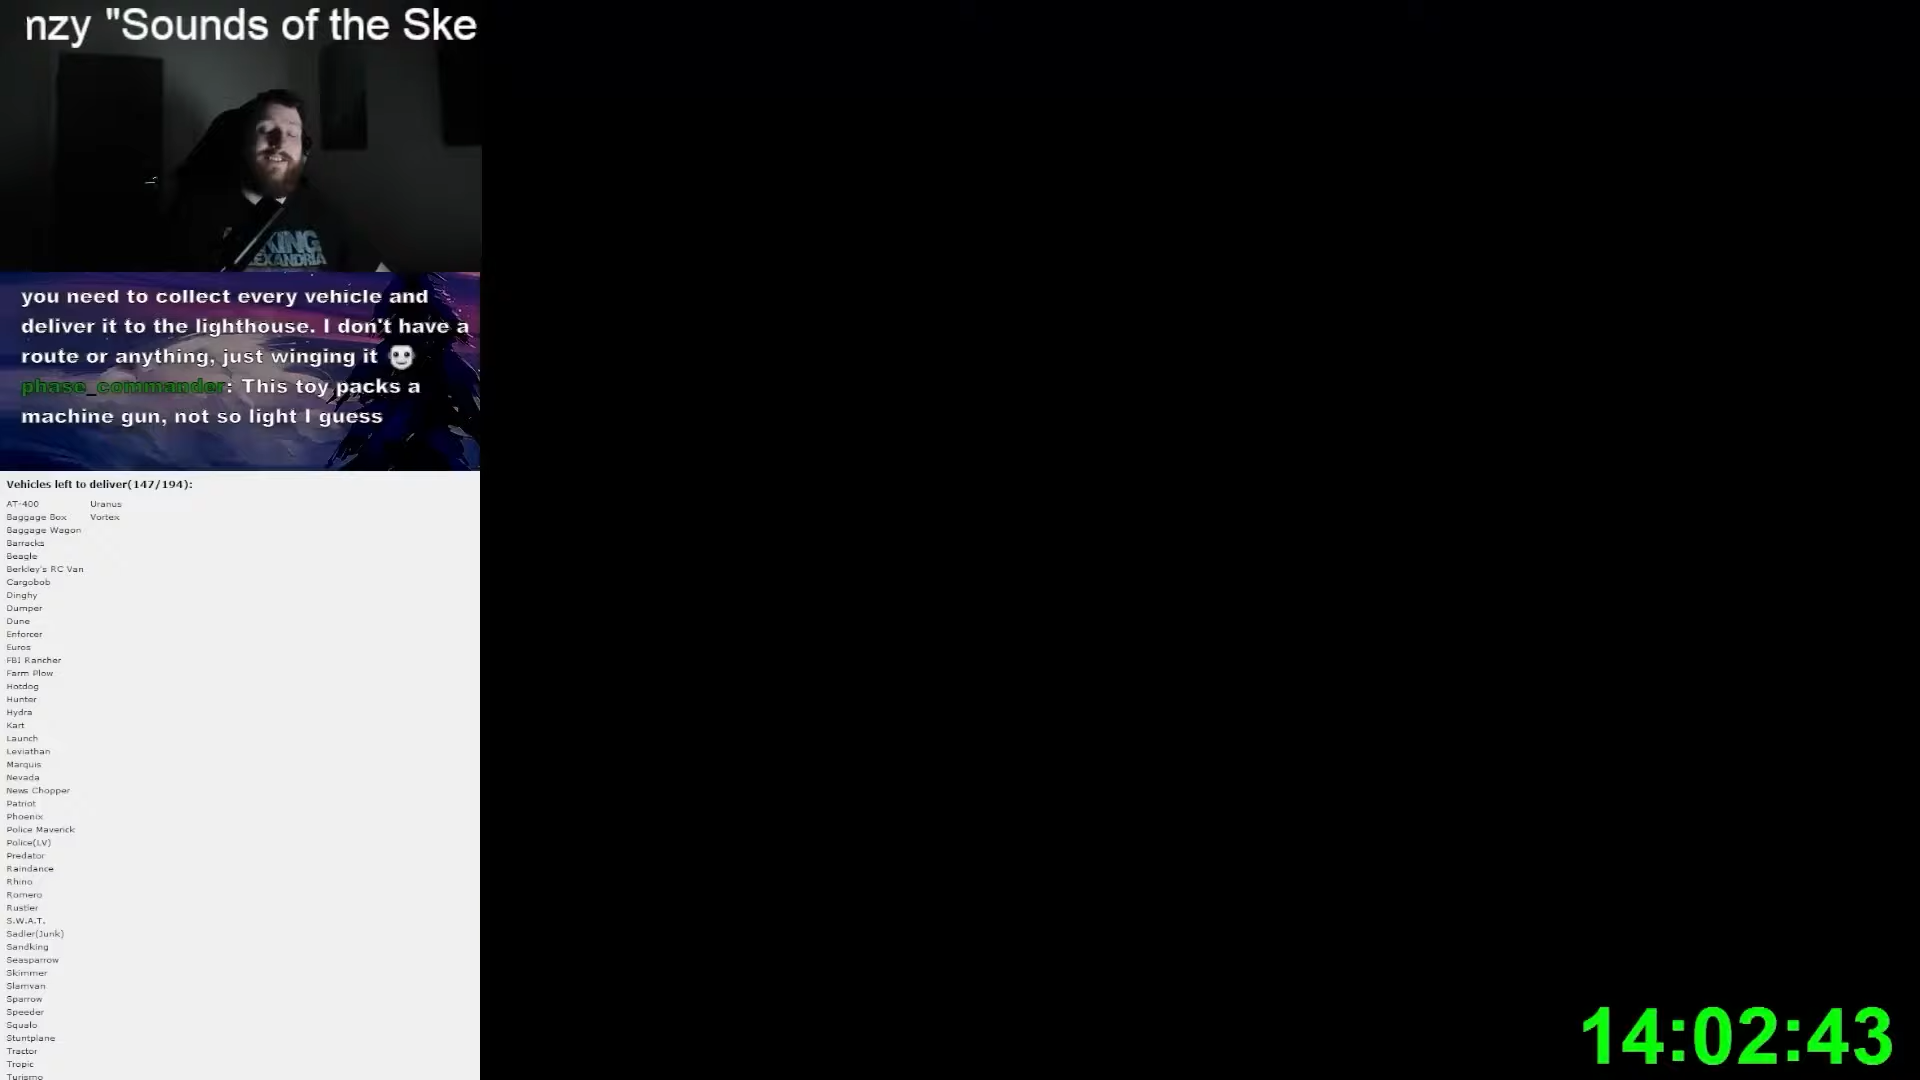 nzy "Sounds of the Ske
KING
EXANDRIA
you need to collect every vehicle and
deliver it to the lighthouse. I don't have a
route or anything, just winging it
phase_commander: This toy packs a
machine gun, not so light I guess
Vehicles left to deliver(147/194):
AT-400
Baggage Box
Baggage Wagon
Barracks
Beagle
Berkley's RC Van
Cargobob
Dinghy
Dumper
Dune
Enforcer
Euros
FBI Rancher
Farm Plow
Hotdog
Hunter
Hydra
Kart
Launch
Leviathan
Marquis
Nevada
News Chopper
Patriot
Phoenix
Police Maverick
Police(LV)
Predator
Raindance
Rhino
Romero
Rustler
S.W.A.T.
Sadler(Junk)
Sandking
Seasparrow
Skimmer
Slamvan
Sparrow
Speeder
Squalo
Stuntplane
Tractor
Tropic
Turismo
Uranus
Vortex
14:02:43